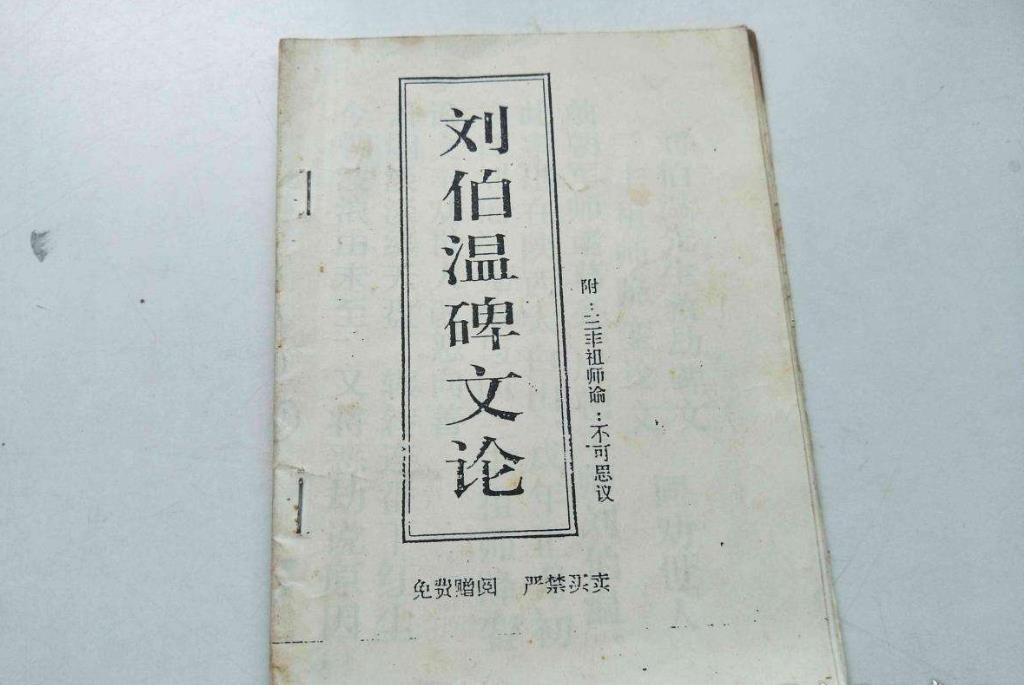 刘伯温碑文论
附：三丰祖师谕：不可思议
免费赠阅　严禁买卖